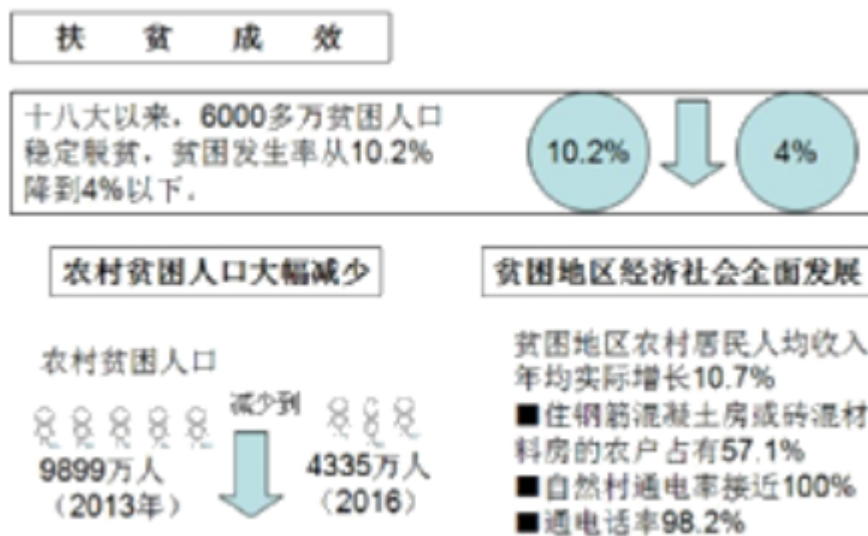 扶 贫 成 效
十八大以来，6000多万贫困人口
稳定脱贫，贫困发生率从10.2%
降到4%以下.
10.2%
4%
农村贫困人口大幅减少
农村贫困人口
减少到
9899万人
（2013年）
4335万人
（2016）
贫困地区经济社会全面发展
贫困地区农村居民人均收入
年均实际增长10.7%
■住钢筋混凝土房或砖混材
料房的农户占有57.1%
■自然村通电率接近100%
■通电话率98.2%